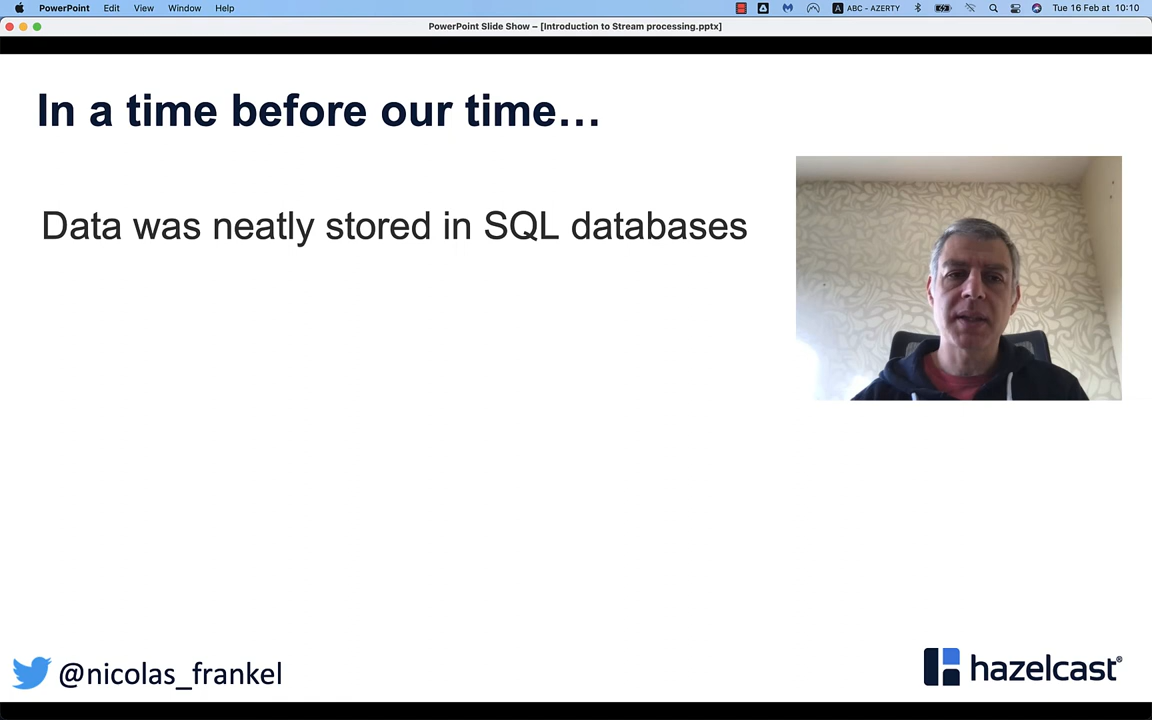 PowerPoint Edit View Window Help ABC - AZERTY Tue 16 Feb at 10:10
PowerPoint Slide Show – [Introduction to Stream processing.pptx]
In a time before our time…
Data was neatly stored in SQL databases
@nicolas_frankel
hazelcast®